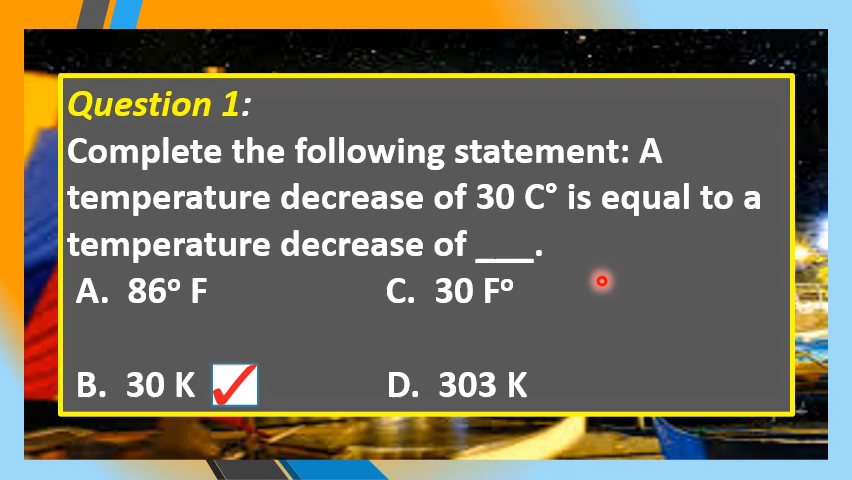 Question 1:
Complete the following statement: A
temperature decrease of 30 C° is equal to a
temperature decrease of ___.
A. 86º F C. 30 Fº
B. 30 K D. 303 K